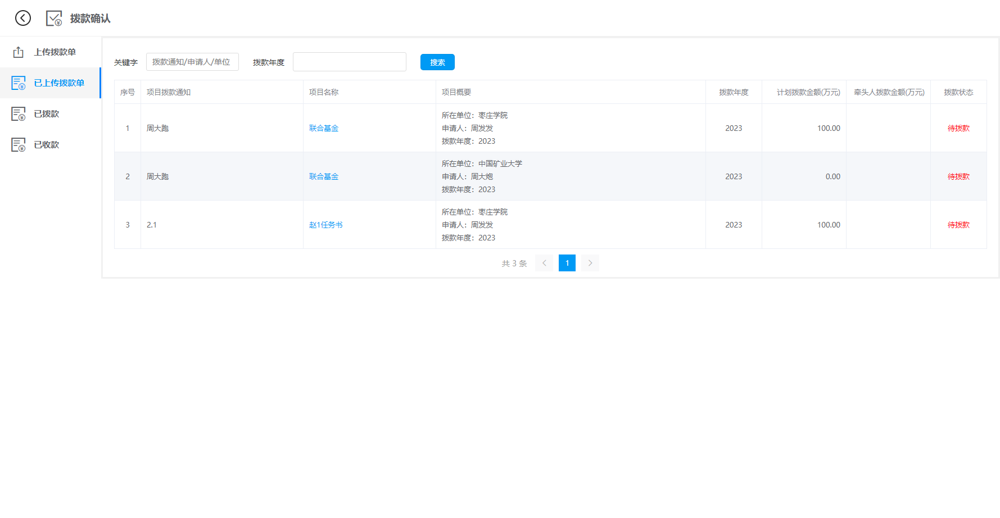 拨款确认
上传拨款单
已上传拨款单
已拨款
已收款
关键字 拨款通知/申请人/单位 拨款年度 搜索
序号 项目拨款通知 项目名称 项目概要 拨款年度 计划拨款金额(万元) 牵头人拨款金额(万元) 拨款状态
所在单位：枣庄学院
1 周大跑 联合基金 申请人：周发发 2023 100.00 待拨款
拨款年度：2023
所在单位：中国矿业大学
2 周大跑 联合基金 申请人：周大炮 2023 0.00 待拨款
拨款年度：2023
所在单位：枣庄学院
3 2.1 赵1任务书 申请人：周发发 2023 100.00 待拨款
拨款年度：2023
共 3 条 1